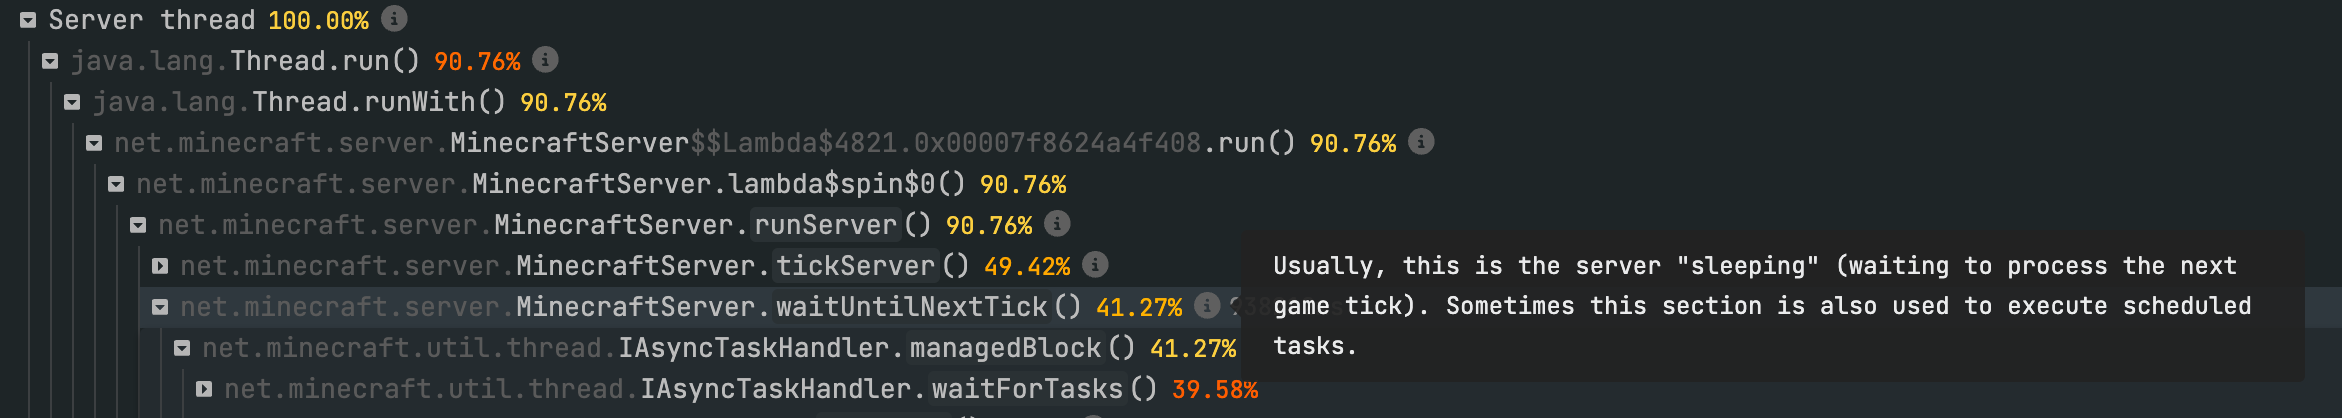 Server thread 100.00%
java.lang.Thread.run() 90.76%
java.lang.Thread.runWith() 90.76%
net.minecraft.server.MinecraftServer$$Lambda$4821.0x00007f8624a4f408.run() 90.76%
net.minecraft.server.MinecraftServer.lambda$spin$0() 90.76%
net.minecraft.server.MinecraftServer.runServer() 90.76%
net.minecraft.server.MinecraftServer.tickServer() 49.42%
net.minecraft.server.MinecraftServer.waitUntilNextTick() 41.27%
net.minecraft.util.thread.IAsyncTaskHandler.managedBlock() 41.27%
net.minecraft.util.thread.IAsyncTaskHandler.waitForTasks() 39.58%
Usually, this is the server "sleeping" (waiting to process the next
game tick). Sometimes this section is also used to execute scheduled
tasks.